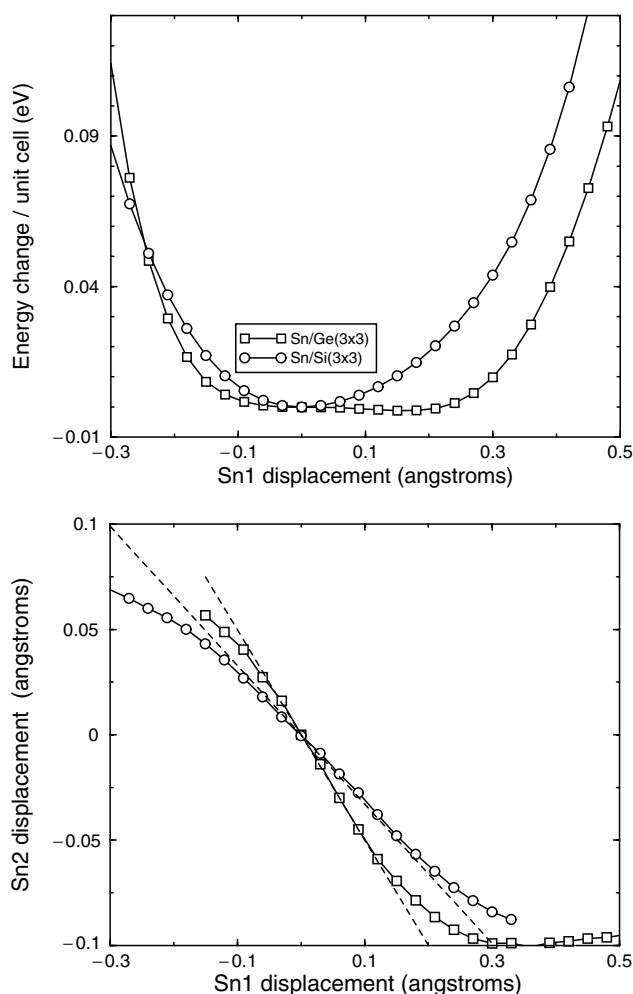 Energy change / unit cell (eV)
0.09
0.04
−0.01
Sn/Ge(3x3)
Sn/Si(3x3)
−0.3 −0.1 0.1 0.3 0.5
Sn1 displacement (angstroms)
Sn2 displacement (angstroms)
0.1
0.05
0
−0.05
−0.1
−0.3 −0.1 0.1 0.3 0.5
Sn1 displacement (angstroms)